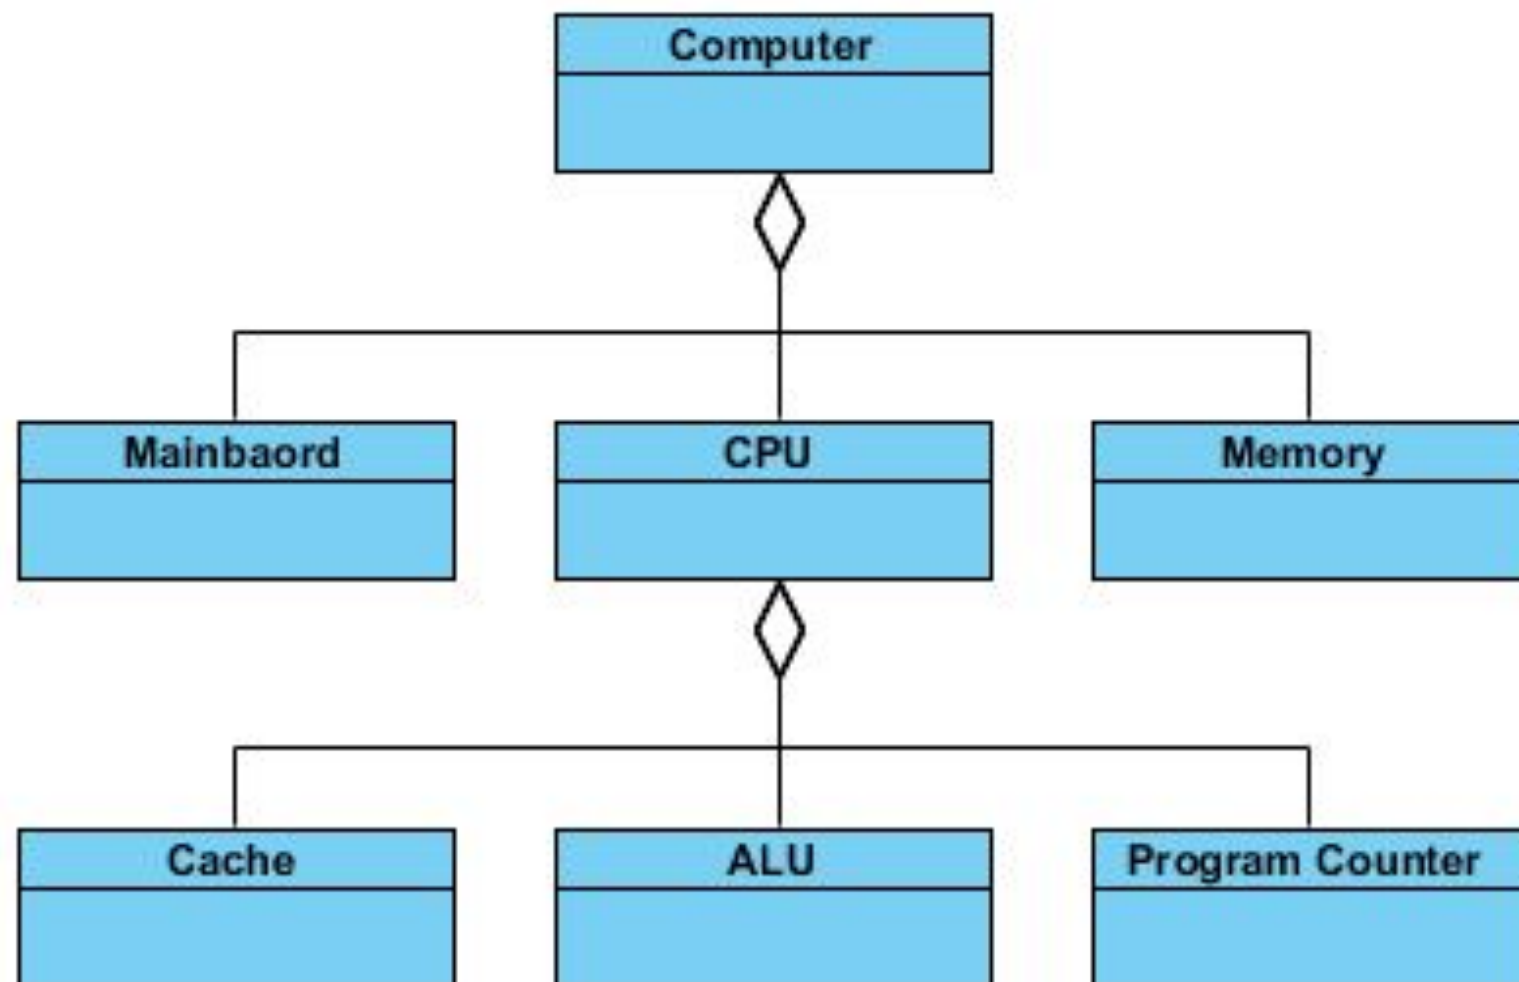 Computer
Mainbaord
CPU
Memory
Cache
ALU
Program Counter